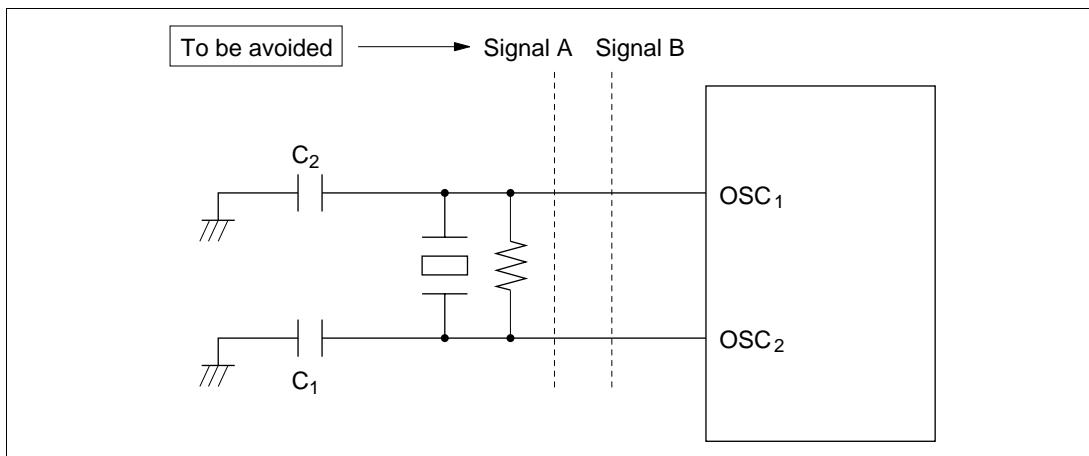 To be avoided Signal A Signal B
C2
OSC1
OSC2
C1